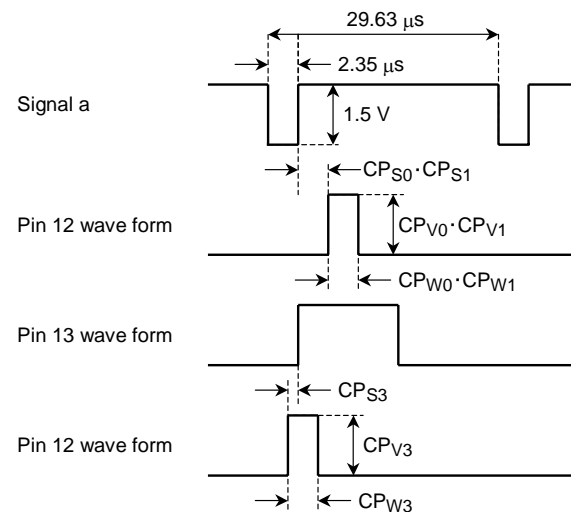 29.63 μs
2.35 μs
Signal a
1.5 V
CPS0·CPS1
Pin 12 wave form
CPV0·CPV1
CPW0·CPW1
Pin 13 wave form
CPS3
Pin 12 wave form
CPV3
CPW3